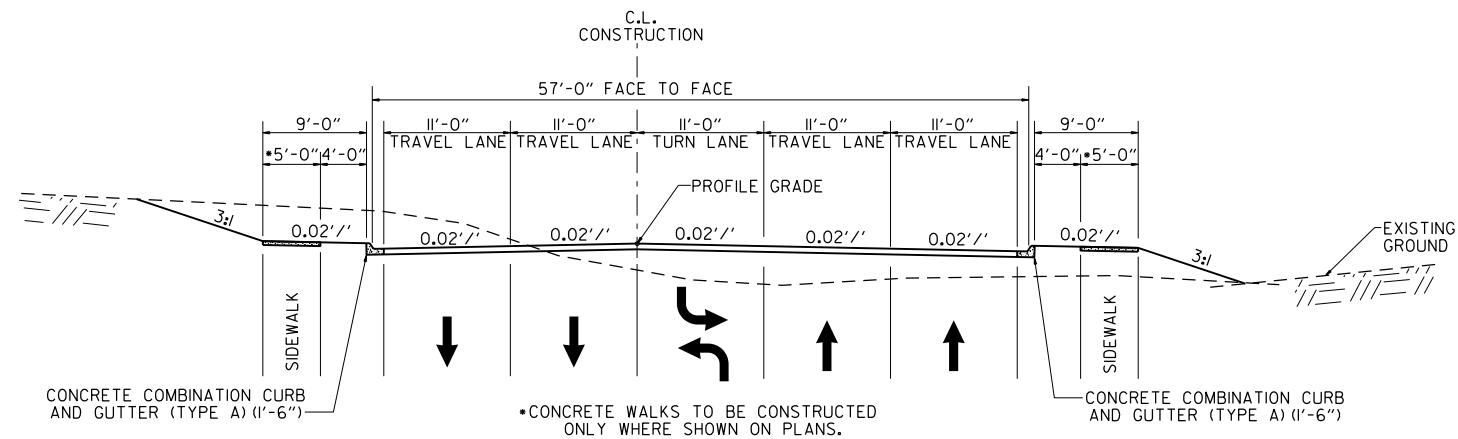 C.L.
CONSTRUCTION
57'-0" FACE TO FACE
9'-0" 11'-0" 11'-0" 11'-0" 11'-0" 11'-0" 9'-0"
TRAVEL LANE TRAVEL LANE TURN LANE TRAVEL LANE TRAVEL LANE
*5'-0" 4'-0" 4'-0" *5'-0"
PROFILE GRADE
3:1 0.02'/' 0.02'/' 0.02'/' 0.02'/' 0.02'/' 0.02'/' 0.02'/' 3:1
EXISTING
GROUND
SIDEWALK
SIDEWALK
CONCRETE COMBINATION CURB
AND GUTTER (TYPE A) (1'-6")
*CONCRETE WALKS TO BE CONSTRUCTED
ONLY WHERE SHOWN ON PLANS.
CONCRETE COMBINATION CURB
AND GUTTER (TYPE A) (1'-6")